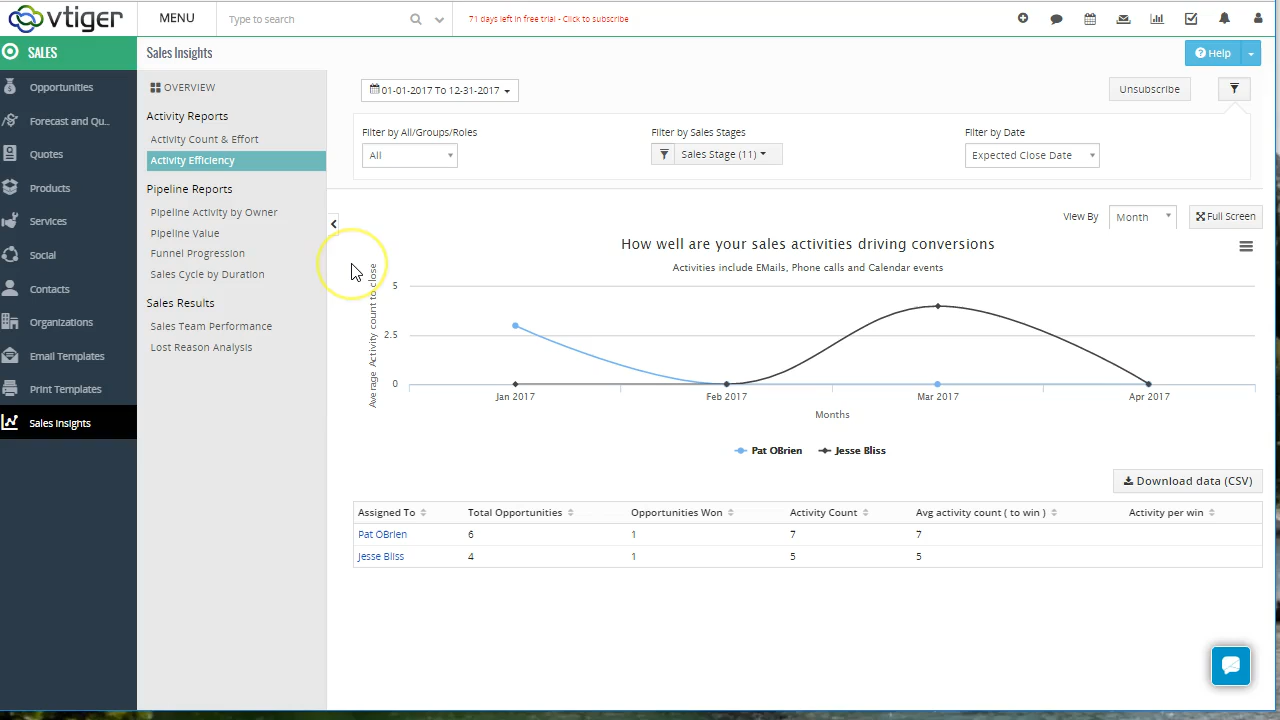 vtiger
MENU
Type to search
71 days left in free trial - Click to subscribe
SALES
Sales Insights
Help
Opportunities
Forecast and Qu..
Quotes
Products
Services
Social
Contacts
Organizations
Email Templates
Print Templates
Sales Insights
OVERVIEW
Activity Reports
Activity Count & Effort
Activity Efficiency
Pipeline Reports
Pipeline Activity by Owner
Pipeline Value
Funnel Progression
Sales Cycle by Duration
Sales Results
Sales Team Performance
Lost Reason Analysis
01-01-2017 To 12-31-2017
Unsubscribe
Filter by All/Groups/Roles
Filter by Sales Stages
Filter by Date
All
Sales Stage (11)
Expected Close Date
View By
Month
Full Screen
How well are your sales activities driving conversions
Activities include EMails, Phone calls and Calendar events
Average Activity count to close
5
2.5
0
Jan 2017
Feb 2017
Mar 2017
Apr 2017
Months
Pat OBrien
Jesse Bliss
Download data (CSV)
Assigned To Total Opportunities Opportunities Won Activity Count Avg activity count ( to win ) Activity per win
Pat OBrien 6 1 7 7
Jesse Bliss 4 1 5 5